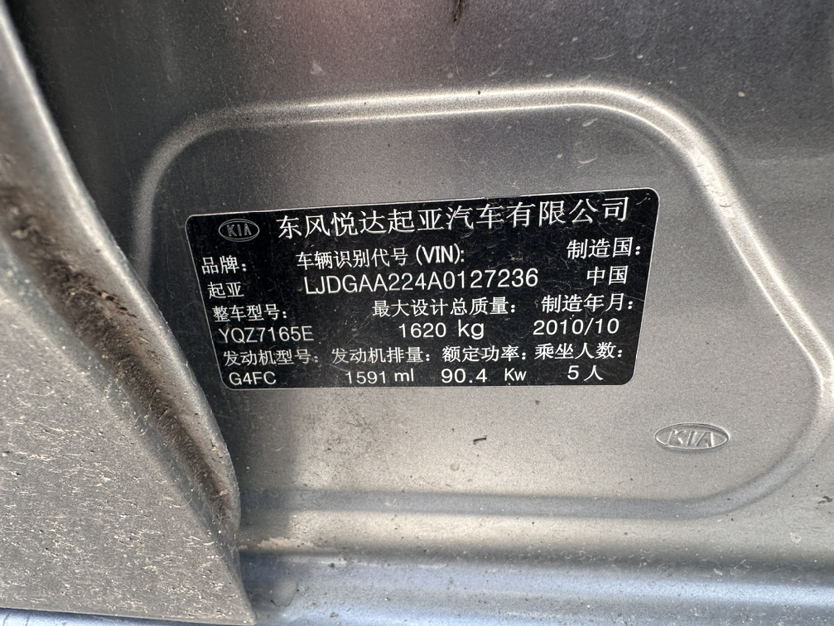 KIA 东风悦达起亚汽车有限公司
品牌： 车辆识别代号 (VIN): 制造国：
起亚 LJDGAA224A0127236 中国
整车型号： 最大设计总质量： 制造年月：
YQZ7165E 1620 kg 2010/10
发动机型号： 发动机排量： 额定功率： 乘坐人数：
G4FC 1591 ml 90.4 Kw 5人
KIA